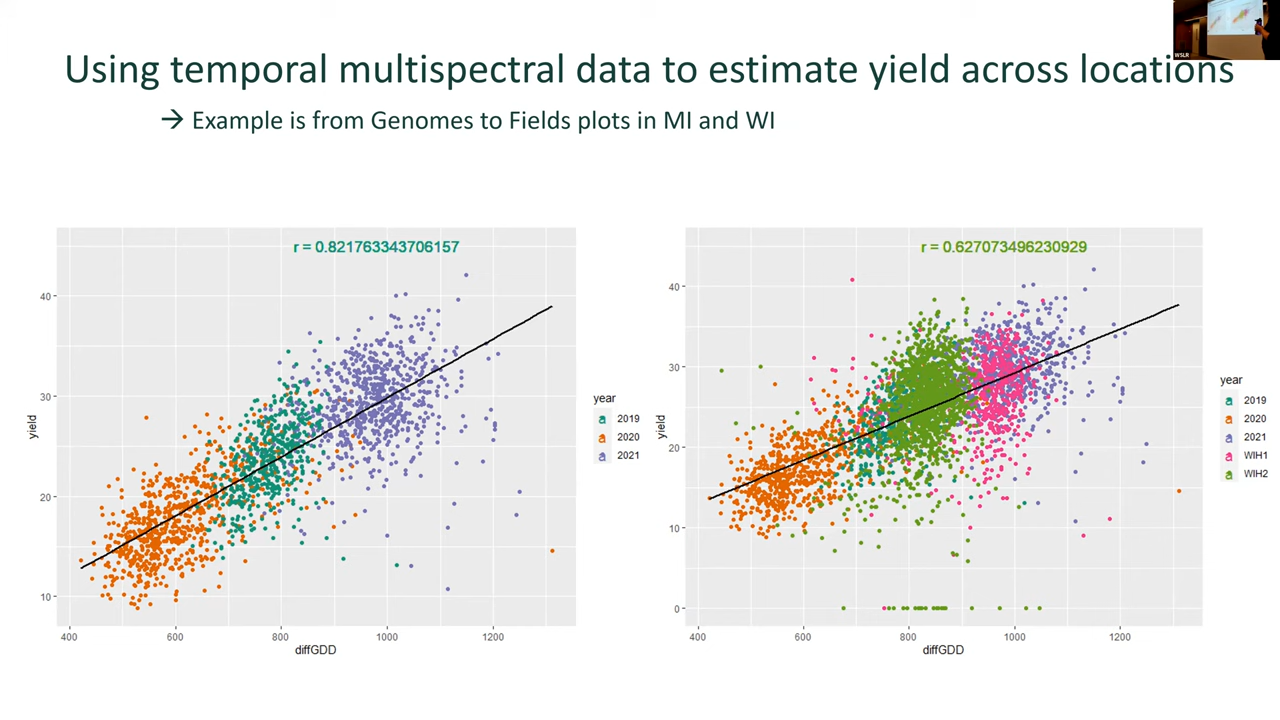 Using temporal multispectral data to estimate yield across locations
→ Example is from Genomes to Fields plots in MI and WI
WSLR
r = 0.821763343706157
40
30
20
10
yield
400 600 800 1000 1200
diffGDD
year
a 2019
a 2020
a 2021
r = 0.627073496230929
40
30
20
10
0
yield
400 600 800 1000 1200
diffGDD
year
a 2019
a 2020
a 2021
a WIH1
a WIH2